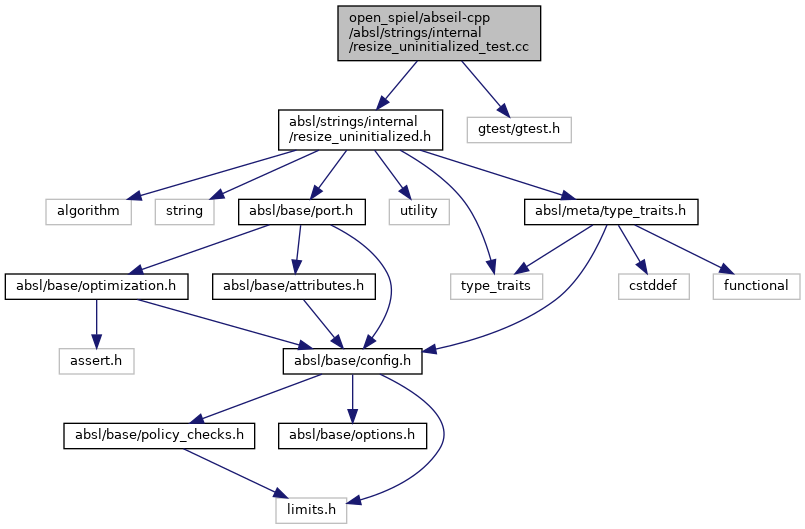 open_spiel/abseil-cpp
/absl/strings/internal
/resize_uninitialized_test.cc
absl/strings/internal
/resize_uninitialized.h
gtest/gtest.h
algorithm
string
absl/base/port.h
utility
absl/meta/type_traits.h
absl/base/optimization.h
absl/base/attributes.h
type_traits
cstddef
functional
assert.h
absl/base/config.h
absl/base/policy_checks.h
absl/base/options.h
limits.h